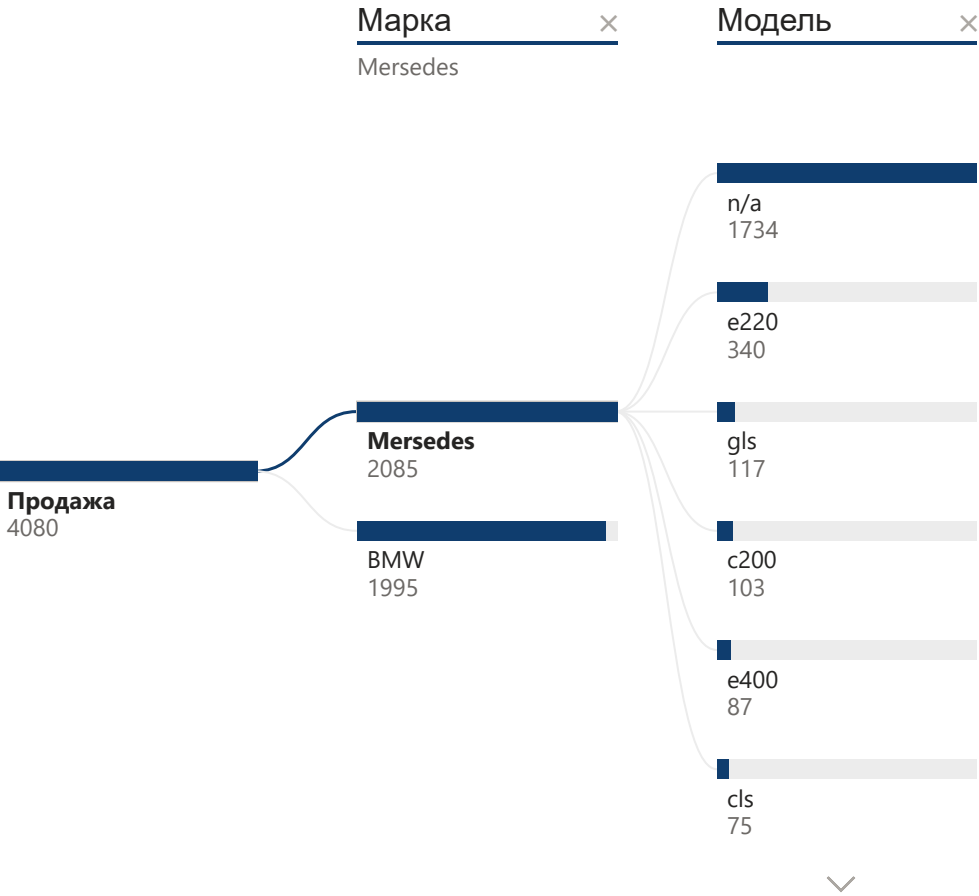 Марка
Модель
Mersedes
n/a
1734
e220
340
Mersedes
2085
gls
117
Продажа
4080
BMW
1995
c200
103
e400
87
cls
75